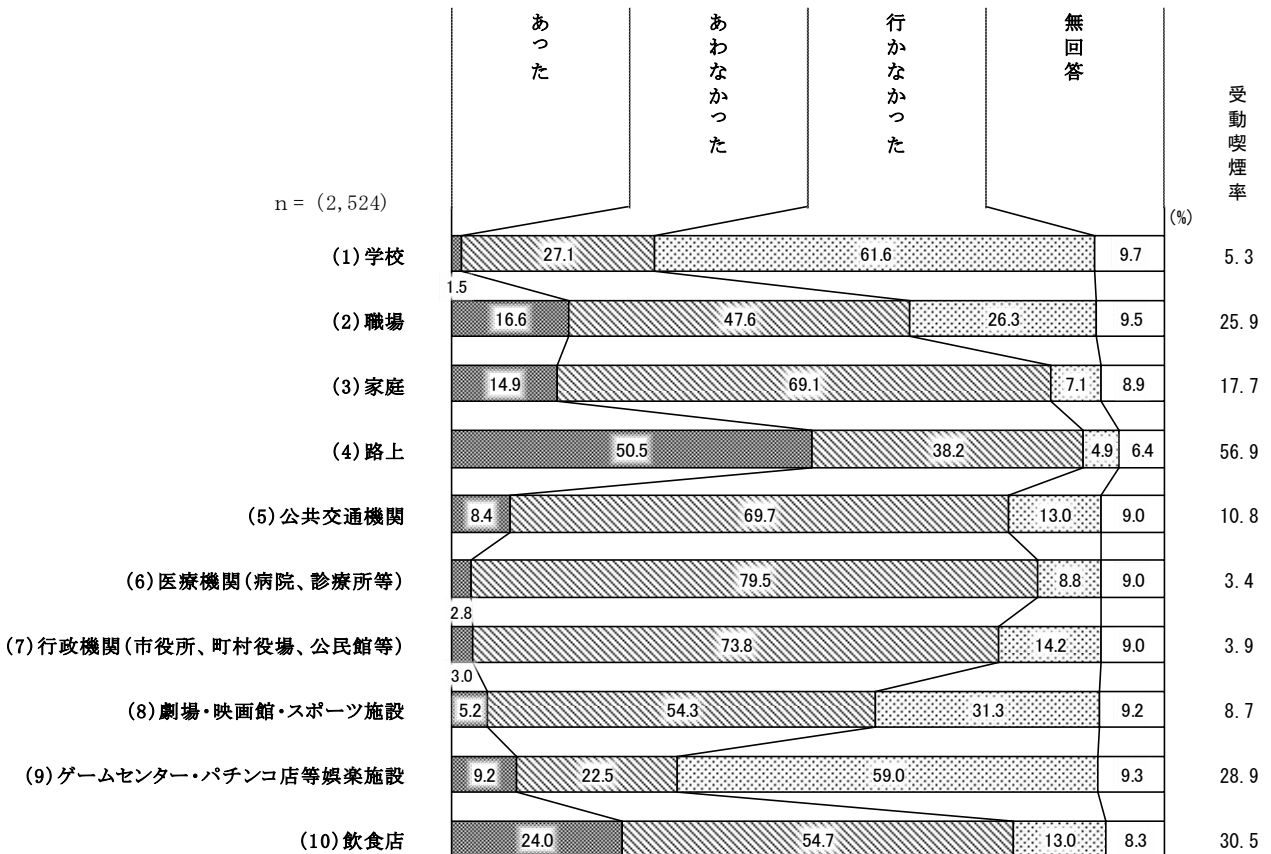 あった
あわなかった
行かなかった
無回答
受動喫煙率
n = (2,524)
(%)
(1)学校 27.1 61.6 9.7 5.3
1.5
(2)職場 16.6 47.6 26.3 9.5 25.9
(3)家庭 14.9 69.1 7.1 8.9 17.7
(4)路上 50.5 38.2 4.9 6.4 56.9
(5)公共交通機関 8.4 69.7 13.0 9.0 10.8
(6)医療機関(病院、診療所等) 79.5 8.8 9.0 3.4
2.8
(7)行政機関(市役所、町村役場、公民館等) 73.8 14.2 9.0 3.9
3.0
(8)劇場・映画館・スポーツ施設 5.2 54.3 31.3 9.2 8.7
(9)ゲームセンター・パチンコ店等娯楽施設 9.2 22.5 59.0 9.3 28.9
(10)飲食店 24.0 54.7 13.0 8.3 30.5